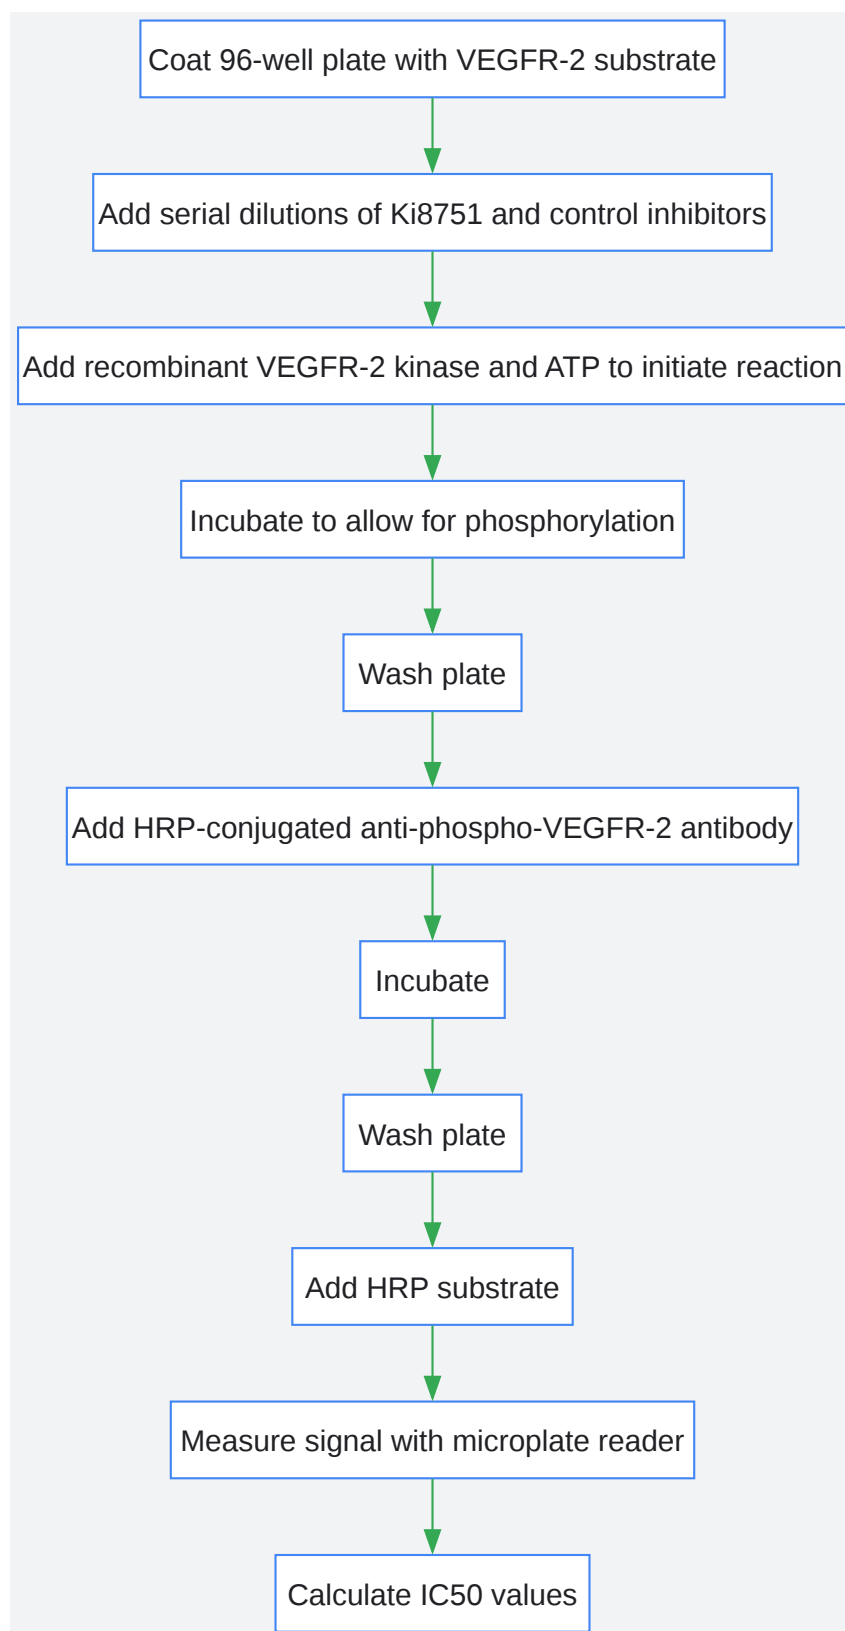 Coat 96-well plate with VEGFR-2 substrate
Add serial dilutions of Ki8751 and control inhibitors
Add recombinant VEGFR-2 kinase and ATP to initiate reaction
Incubate to allow for phosphorylation
Wash plate
Add HRP-conjugated anti-phospho-VEGFR-2 antibody
Incubate
Wash plate
Add HRP substrate
Measure signal with microplate reader
Calculate IC50 values